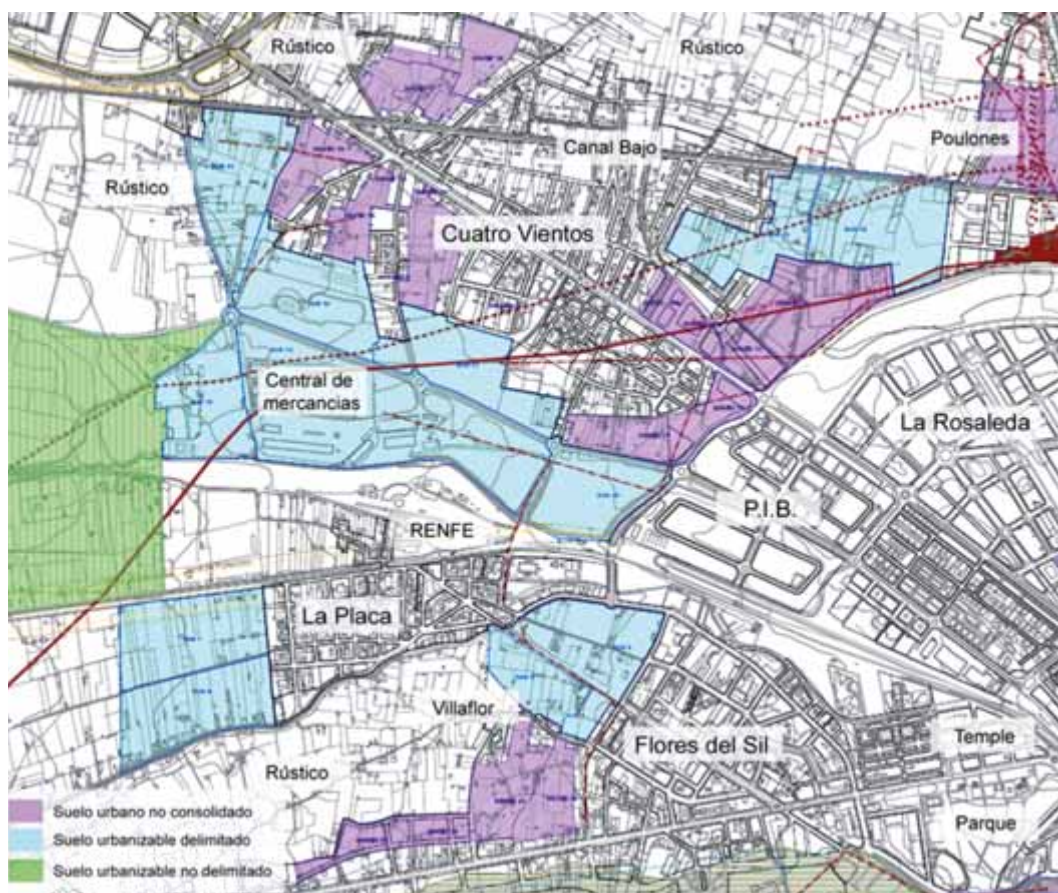 Rústico
Rústico
Canal Bajo
Poulones
Rústico
Cuatro Vientos
Central de
mercancias
La Rosaleda
P.I.B.
RENFE
La Placa
Villaflor
Flores del Sil
Temple
Rústico
Parque
Suelo urbano no consolidado
Suelo urbanizable delimitado
Suelo urbanizable no delimitado